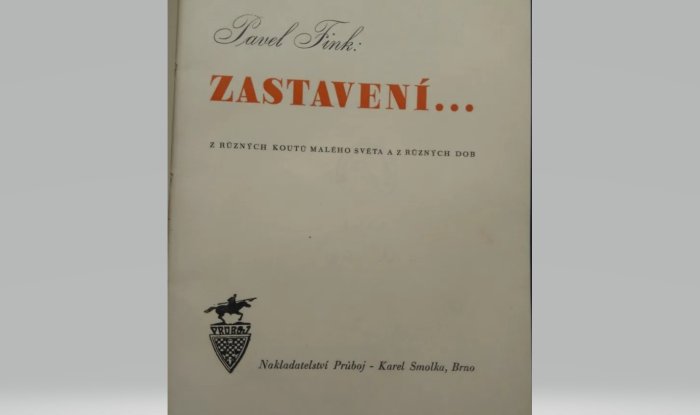 Pavel Fink:
ZASTAVENÍ...
Z RŮZNÝCH KOUTŮ MALÉHO SVĚTA A Z RŮZNÝCH DOB
PRŮBOJ
Nakladatelství Průboj - Karel Smolka, Brno